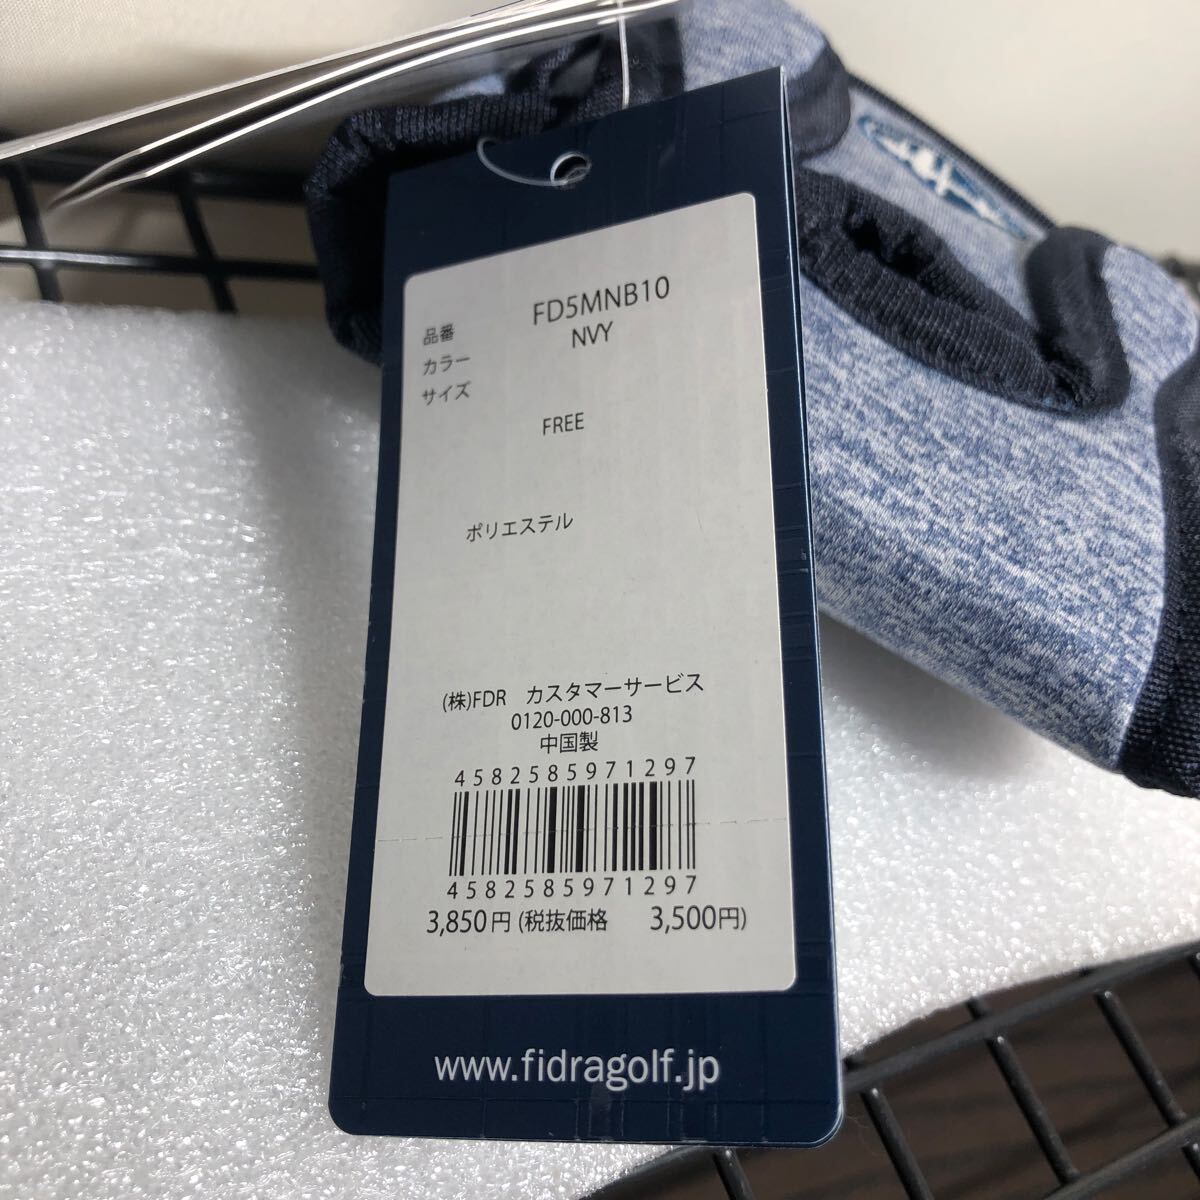 品番 FD5MNB10
カラー NVY
サイズ
FREE
ポリエステル
(株)FDR カスタマーサービス
0120-000-813
中国製
4582585971297
4582585971297
3,850円 (税抜価格 3,500円)
www.fidragolf.jp